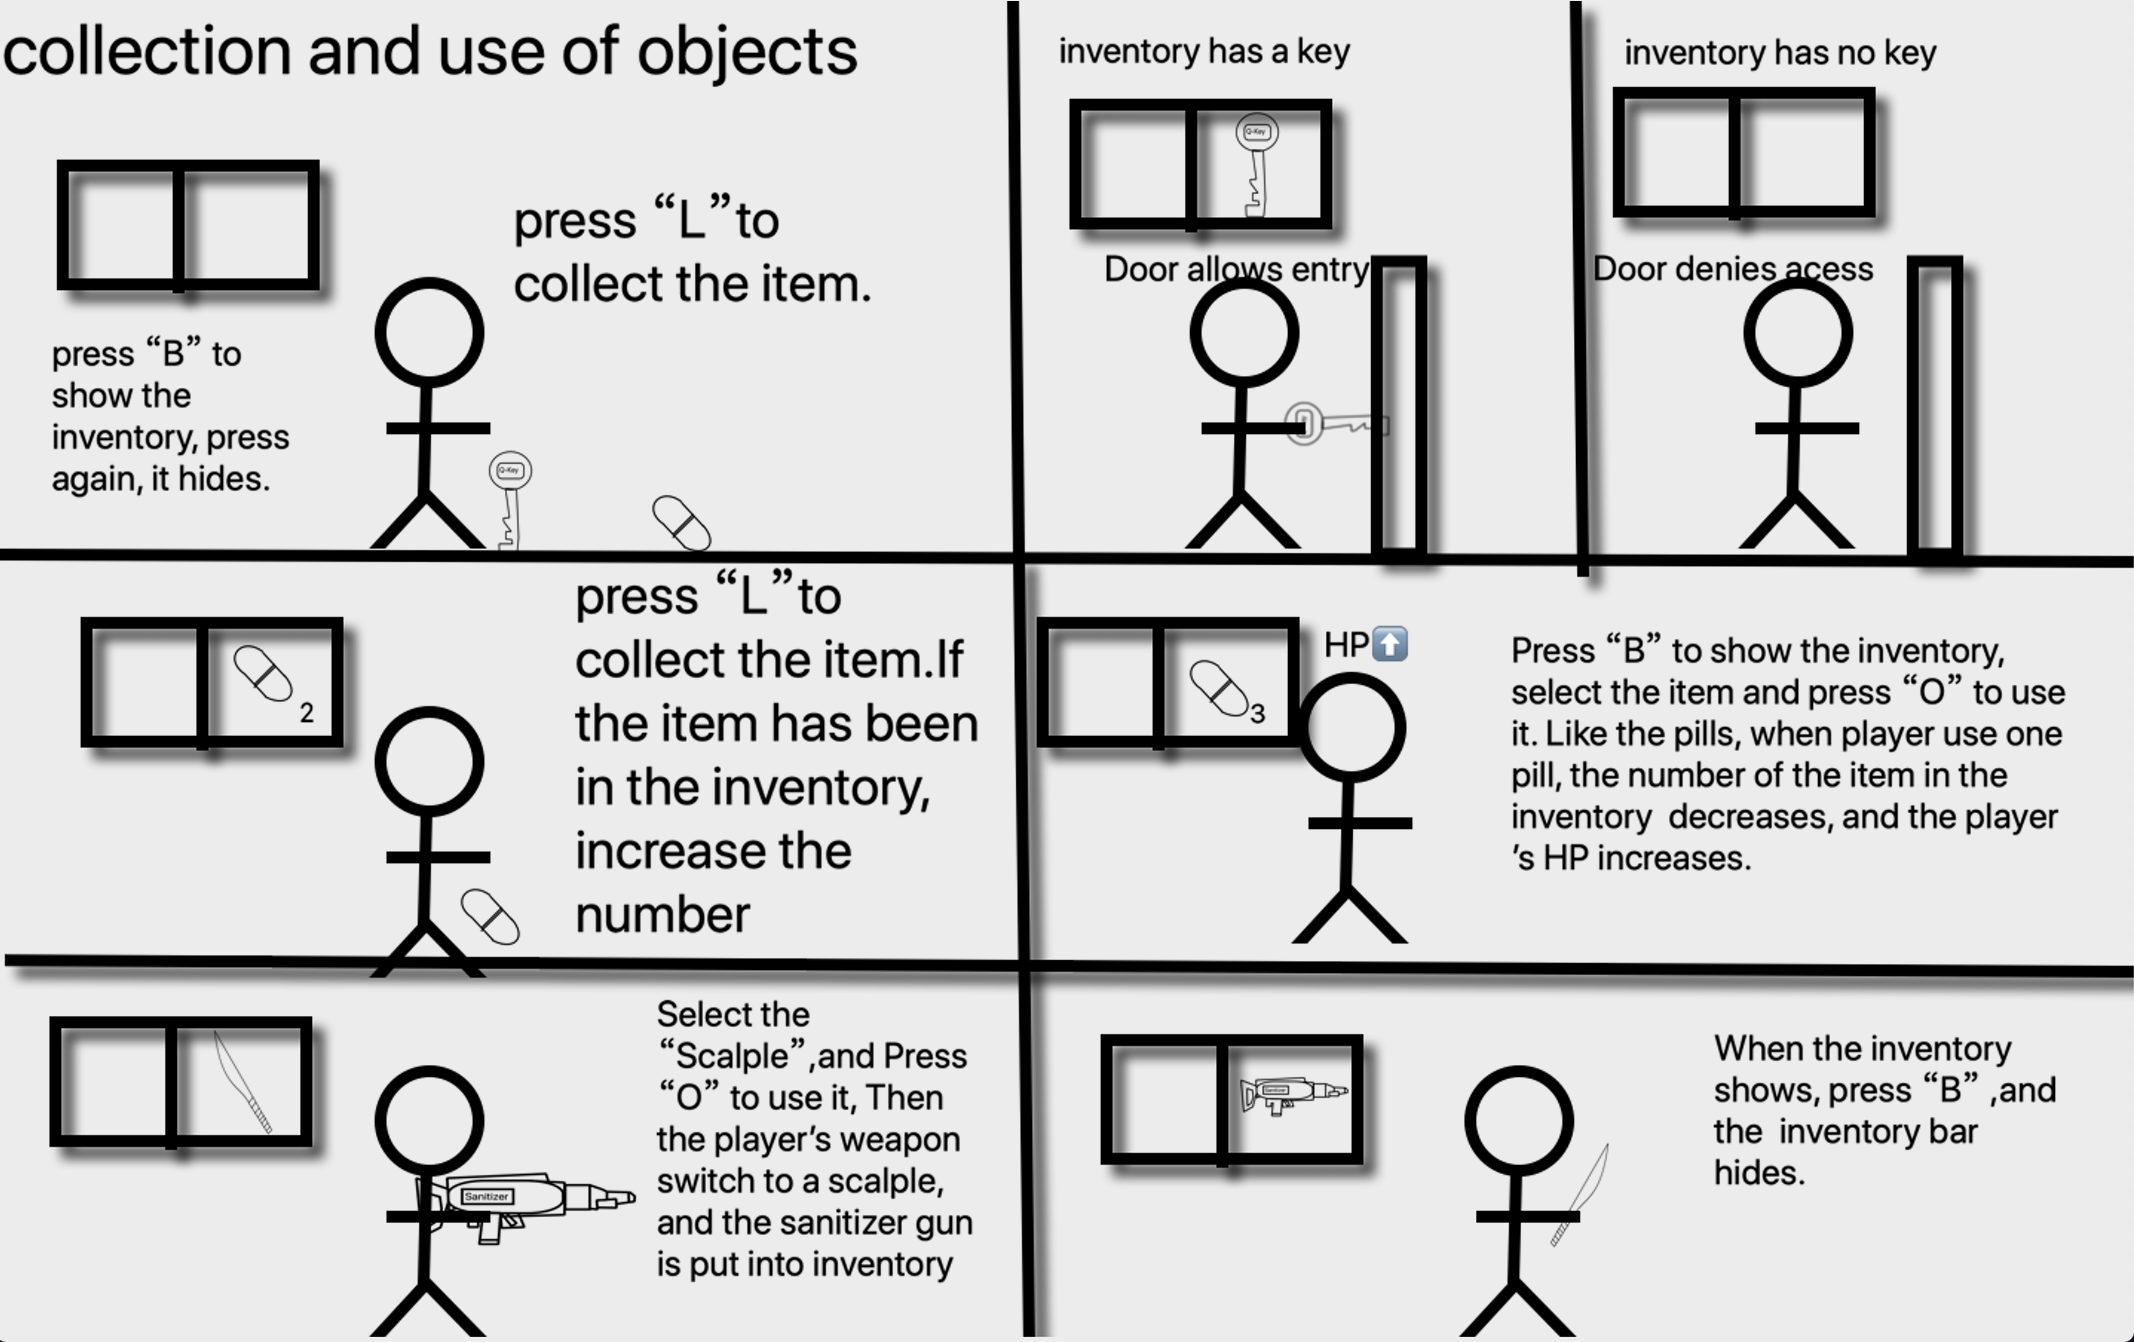 collection and use of objects
press “L”to
collect the item.
press “B” to
show the
inventory, press
again, it hides.
Q-Key
inventory has a key
Q-Key
Door allows entry
inventory has no key
Door denies acess
2
press “L”to
collect the item.If
the item has been
in the inventory,
increase the
number
3
HP⬆️
Press “B” to show the inventory,
select the item and press “O” to use
it. Like the pills, when player use one
pill, the number of the item in the
inventory  decreases, and the player
’s HP increases.
Sanitizer
Select the
“Scalple”,and Press
“O” to use it, Then
the player’s weapon
switch to a scalple,
and the sanitizer gun
is put into inventory
Sanitizer
When the inventory
shows, press “B” ,and
the  inventory bar
hides.